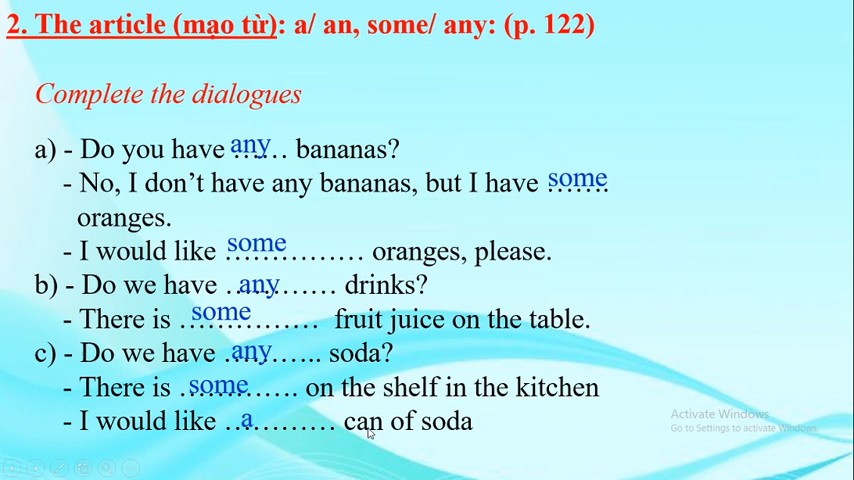 2. The article (mạo từ): a/ an, some/ any: (p. 122)
Complete the dialogues
a) - Do you have any…. bananas?
- No, I don’t have any bananas, but I have some…….
oranges.
- I would like some…………… oranges, please.
b) - Do we have ..any……… drinks?
- There is some…………… fruit juice on the table.
c) - Do we have .any….. soda?
- There is some…………. on the shelf in the kitchen
- I would like ..a……… can of soda
Activate Windows
Go to Settings to activate Windows.